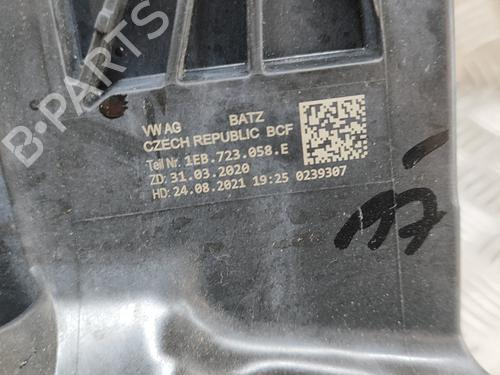 VW AG BATZ
CZECH REPUBLIC BCF
Teil Nr. 1EB.723.058.E
ZD: 31.03.2020
HD: 24.08.2021 19:25 0239307
B-PARTS